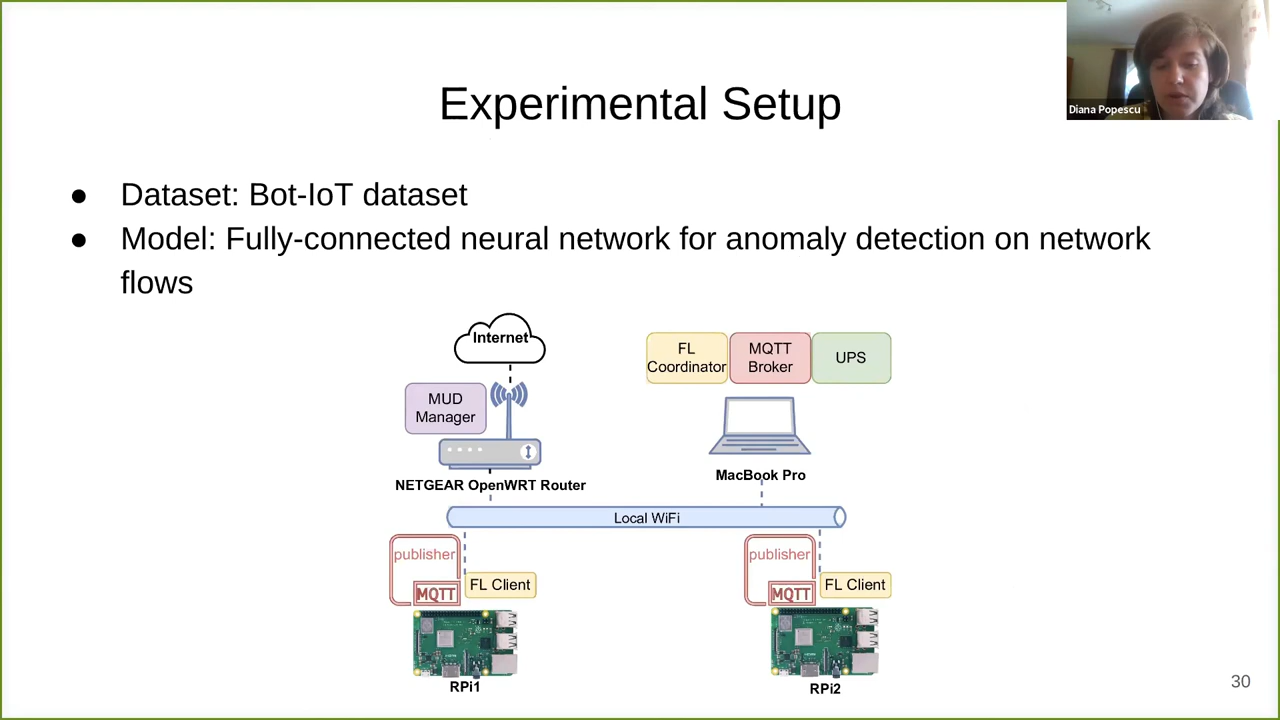 Diana Popescu
Experimental Setup
● Dataset: Bot-IoT dataset
● Model: Fully-connected neural network for anomaly detection on network
flows
Internet
MUD
Manager
NETGEAR OpenWRT Router
FL
Coordinator
MQTT
Broker
UPS
MacBook Pro
Local WiFi
publisher
MQTT
FL Client
RPi1
publisher
MQTT
FL Client
RPi2
30